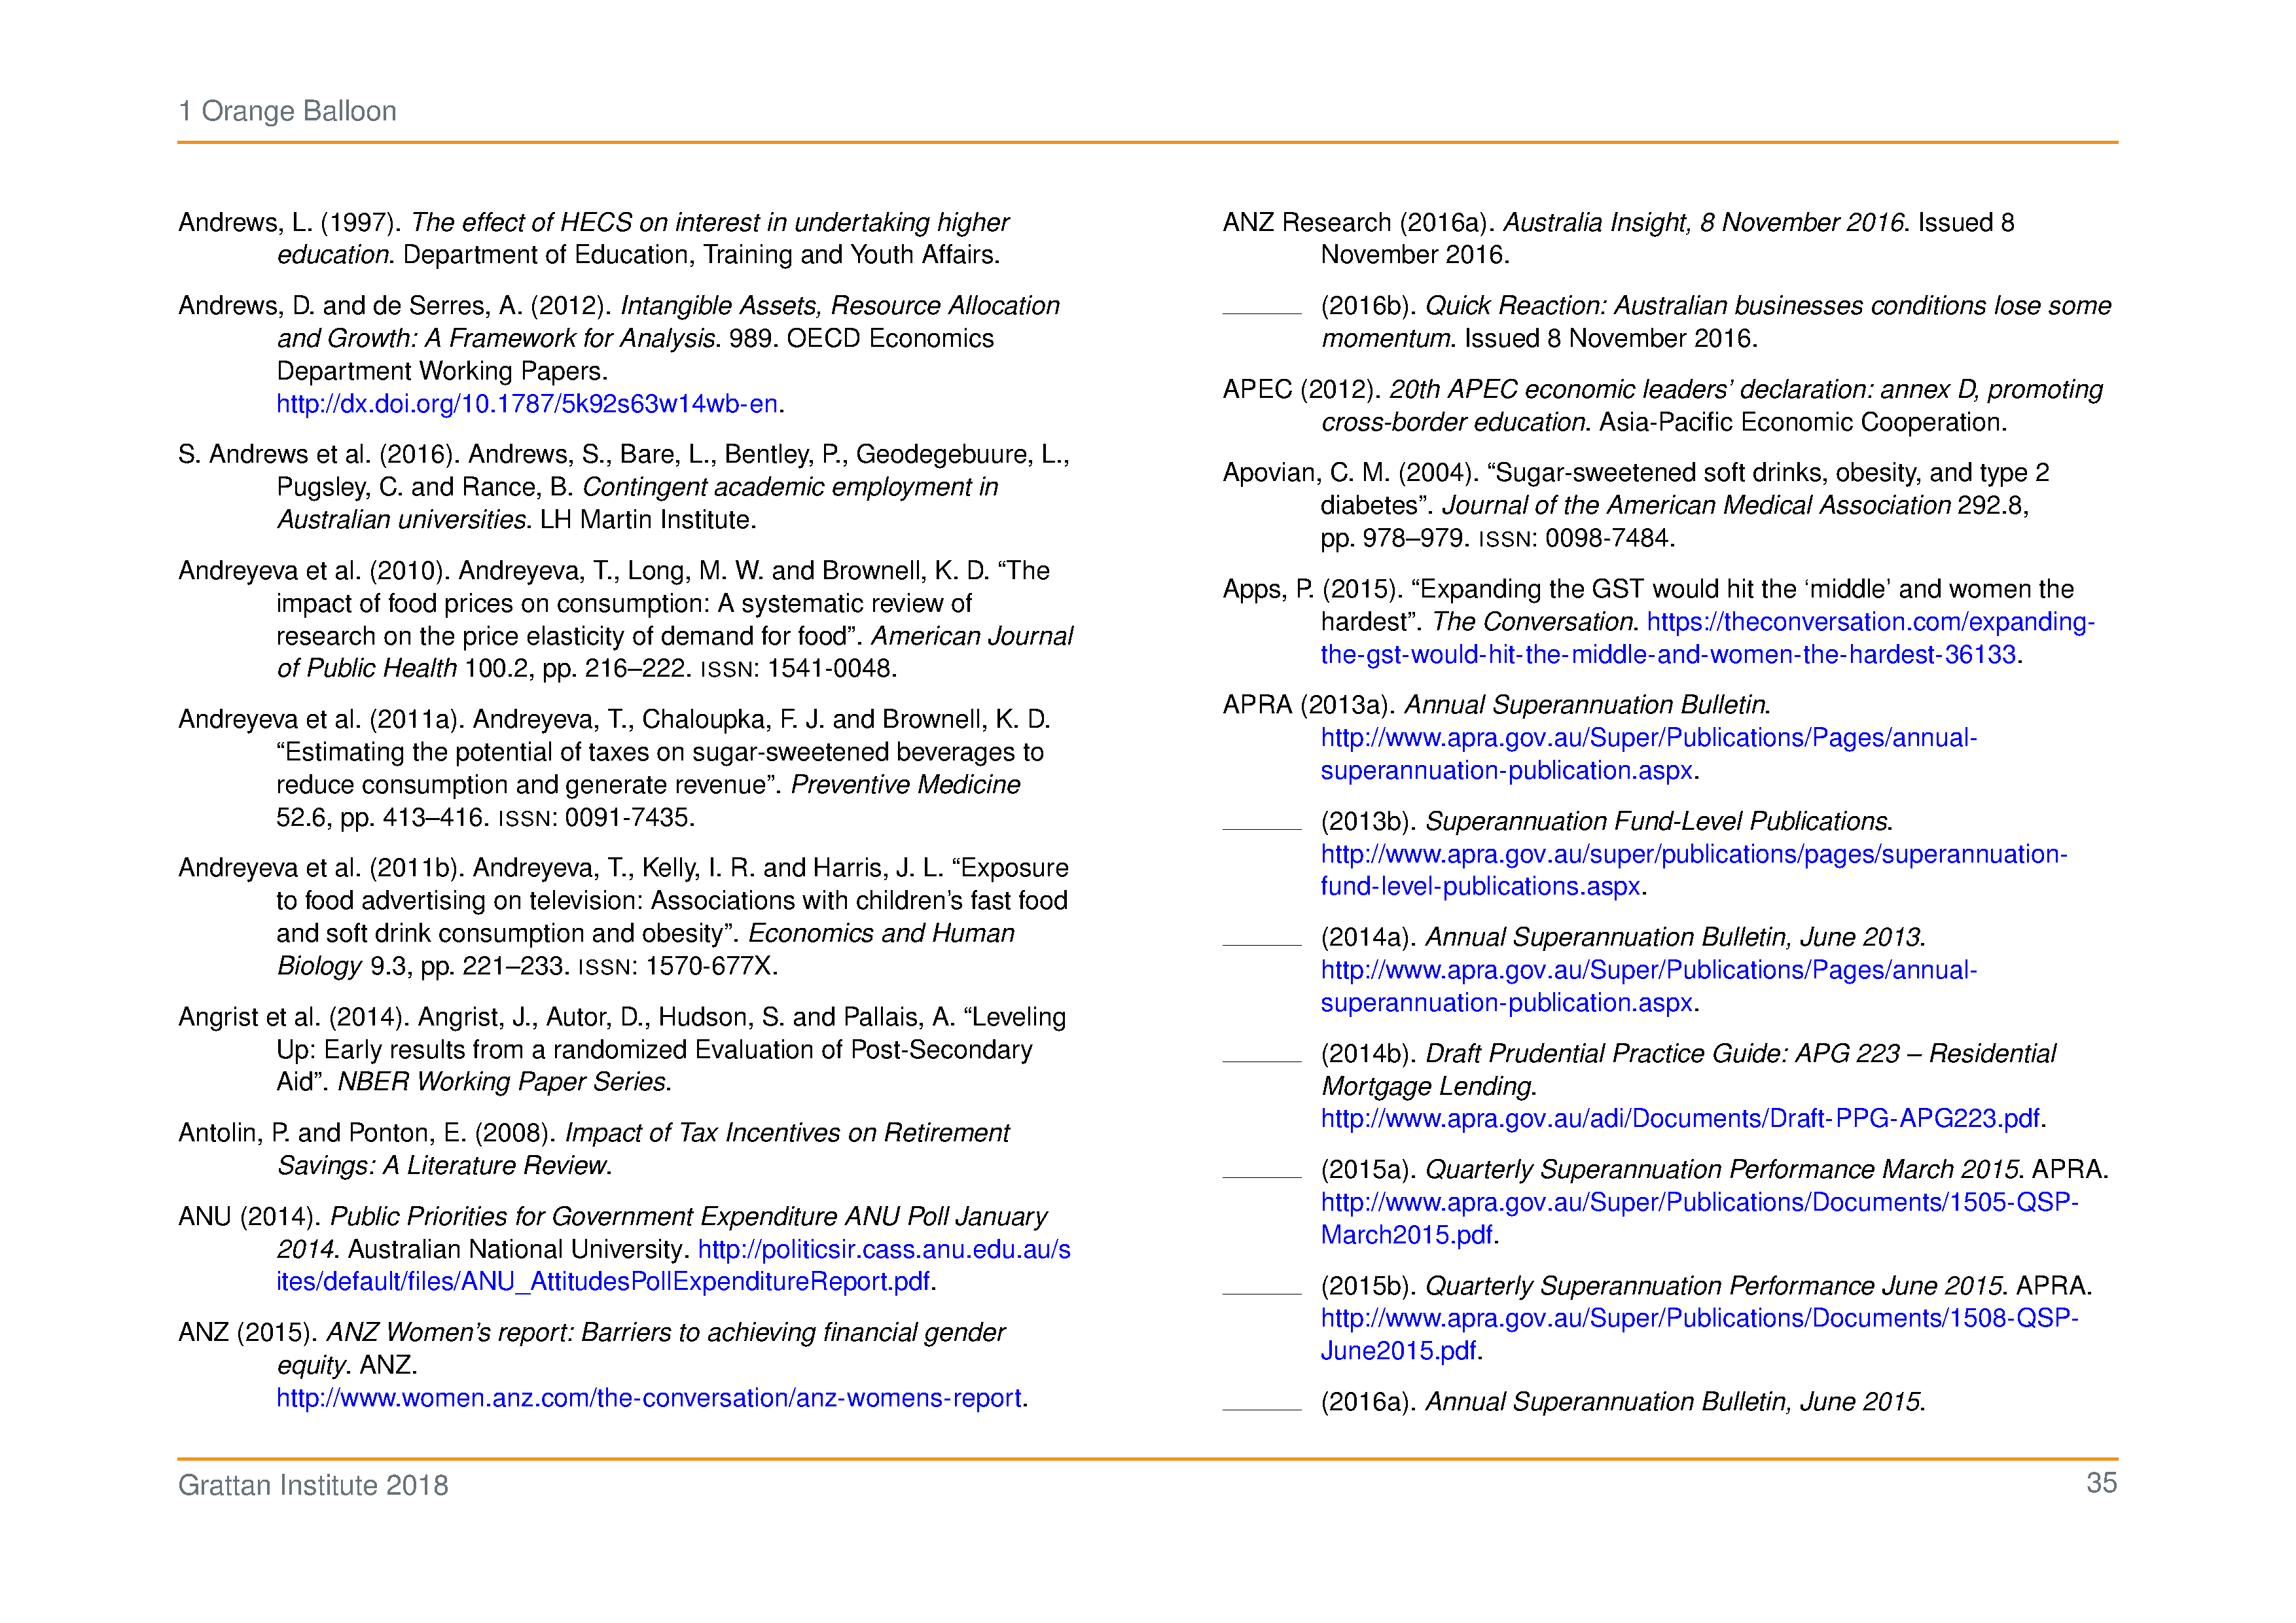 1 Orange Balloon
Andrews, L. (1997). The effect of HECS on interest in undertaking higher
education. Department of Education, Training and Youth Affairs.
Andrews, D. and de Serres, A. (2012). Intangible Assets, Resource Allocation
and Growth: A Framework for Analysis. 989. OECD Economics
Department Working Papers.
http://dx.doi.org/10.1787/5k92s63w14wb-en.
S. Andrews et al. (2016). Andrews, S., Bare, L., Bentley, P., Geodegebuure, L.,
Pugsley, C. and Rance, B. Contingent academic employment in
Australian universities. LH Martin Institute.
Andreyeva et al. (2010). Andreyeva, T., Long, M. W. and Brownell, K. D. “The
impact of food prices on consumption: A systematic review of
research on the price elasticity of demand for food”. American Journal
of Public Health 100.2, pp. 216–222. ISSN: 1541-0048.
Andreyeva et al. (2011a). Andreyeva, T., Chaloupka, F. J. and Brownell, K. D.
“Estimating the potential of taxes on sugar-sweetened beverages to
reduce consumption and generate revenue”. Preventive Medicine
52.6, pp. 413–416. ISSN: 0091-7435.
Andreyeva et al. (2011b). Andreyeva, T., Kelly, I. R. and Harris, J. L. “Exposure
to food advertising on television: Associations with children’s fast food
and soft drink consumption and obesity”. Economics and Human
Biology 9.3, pp. 221–233. ISSN: 1570-677X.
Angrist et al. (2014). Angrist, J., Autor, D., Hudson, S. and Pallais, A. “Leveling
Up: Early results from a randomized Evaluation of Post-Secondary
Aid”. NBER Working Paper Series.
Antolin, P. and Ponton, E. (2008). Impact of Tax Incentives on Retirement
Savings: A Literature Review.
ANU (2014). Public Priorities for Government Expenditure ANU Poll January
2014. Australian National University. http://politicsir.cass.anu.edu.au/s
ites/default/files/ANU_AttitudesPollExpenditureReport.pdf.
ANZ (2015). ANZ Women’s report: Barriers to achieving financial gender
equity. ANZ.
http://www.women.anz.com/the-conversation/anz-womens-report.
ANZ Research (2016a). Australia Insight, 8 November 2016. Issued 8
November 2016.
(2016b). Quick Reaction: Australian businesses conditions lose some
momentum. Issued 8 November 2016.
APEC (2012). 20th APEC economic leaders’ declaration: annex D, promoting
cross-border education. Asia-Pacific Economic Cooperation.
Apovian, C. M. (2004). “Sugar-sweetened soft drinks, obesity, and type 2
diabetes”. Journal of the American Medical Association 292.8,
pp. 978–979. ISSN: 0098-7484.
Apps, P. (2015). “Expanding the GST would hit the ‘middle’ and women the
hardest”. The Conversation. https://theconversation.com/expanding-
the-gst-would-hit-the-middle-and-women-the-hardest-36133.
APRA (2013a). Annual Superannuation Bulletin.
http://www.apra.gov.au/Super/Publications/Pages/annual-
superannuation-publication.aspx.
(2013b). Superannuation Fund-Level Publications.
http://www.apra.gov.au/super/publications/pages/superannuation-
fund-level-publications.aspx.
(2014a). Annual Superannuation Bulletin, June 2013.
http://www.apra.gov.au/Super/Publications/Pages/annual-
superannuation-publication.aspx.
(2014b). Draft Prudential Practice Guide: APG 223 – Residential
Mortgage Lending.
http://www.apra.gov.au/adi/Documents/Draft-PPG-APG223.pdf.
(2015a). Quarterly Superannuation Performance March 2015. APRA.
http://www.apra.gov.au/Super/Publications/Documents/1505-QSP-
March2015.pdf.
(2015b). Quarterly Superannuation Performance June 2015. APRA.
http://www.apra.gov.au/Super/Publications/Documents/1508-QSP-
June2015.pdf.
(2016a). Annual Superannuation Bulletin, June 2015.
Grattan Institute 2018
35